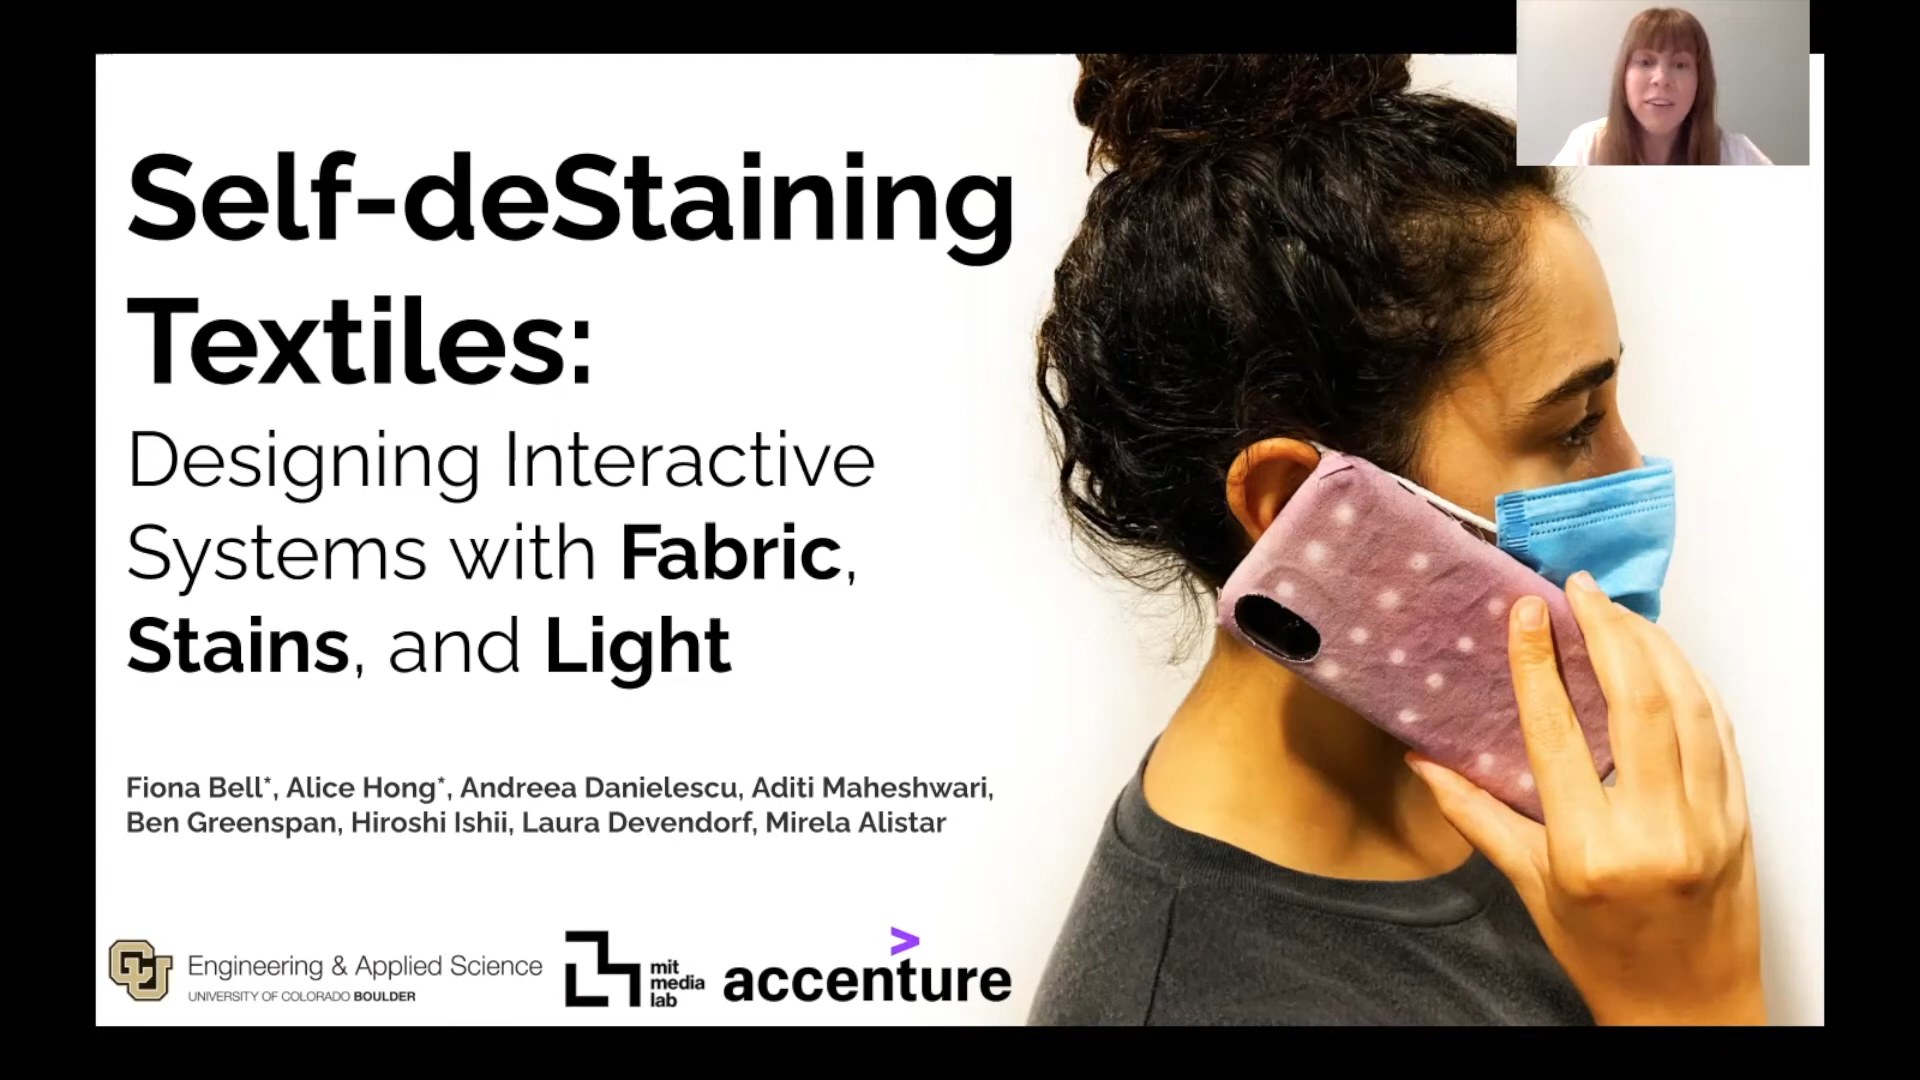 Self-deStaining
Textiles:
Designing Interactive
Systems with Fabric,
Stains, and Light
Fiona Bell*, Alice Hong*, Andreea Danielescu, Aditi Maheshwari,
Ben Greenspan, Hiroshi Ishii, Laura Devendorf, Mirela Alistar
CU Engineering & Applied Science
UNIVERSITY OF COLORADO BOULDER
mit
media
lab
accenture